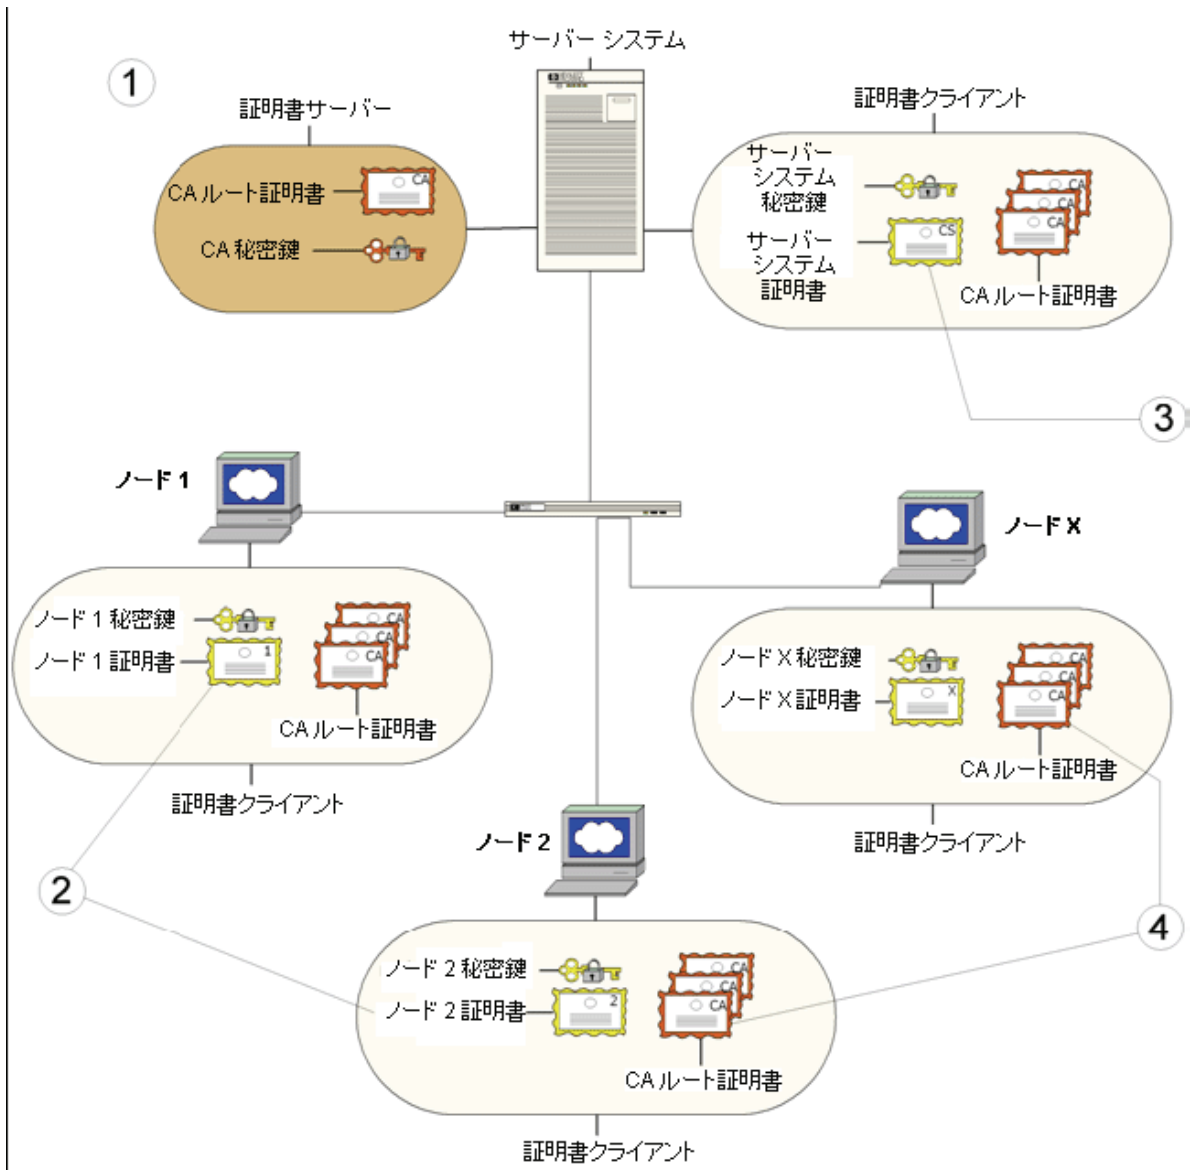 サーバー システム
1
証明書サーバー
CA ルート証明書
CA
CA 秘密鍵
証明書クライアント
サーバー
システム
秘密鍵
サーバー
システム
証明書
CS
CA
CA
CA
CA ルート証明書
3
ノード 1
ノード X
ノード 1 秘密鍵
ノード 1 証明書
1
CA
CA
CA
CA ルート証明書
証明書クライアント
ノード X 秘密鍵
ノード X 証明書
X
CA
CA
CA
CA ルート証明書
証明書クライアント
2
ノード 2
4
ノード 2 秘密鍵
ノード 2 証明書
2
CA
CA
CA
CA ルート証明書
証明書クライアント